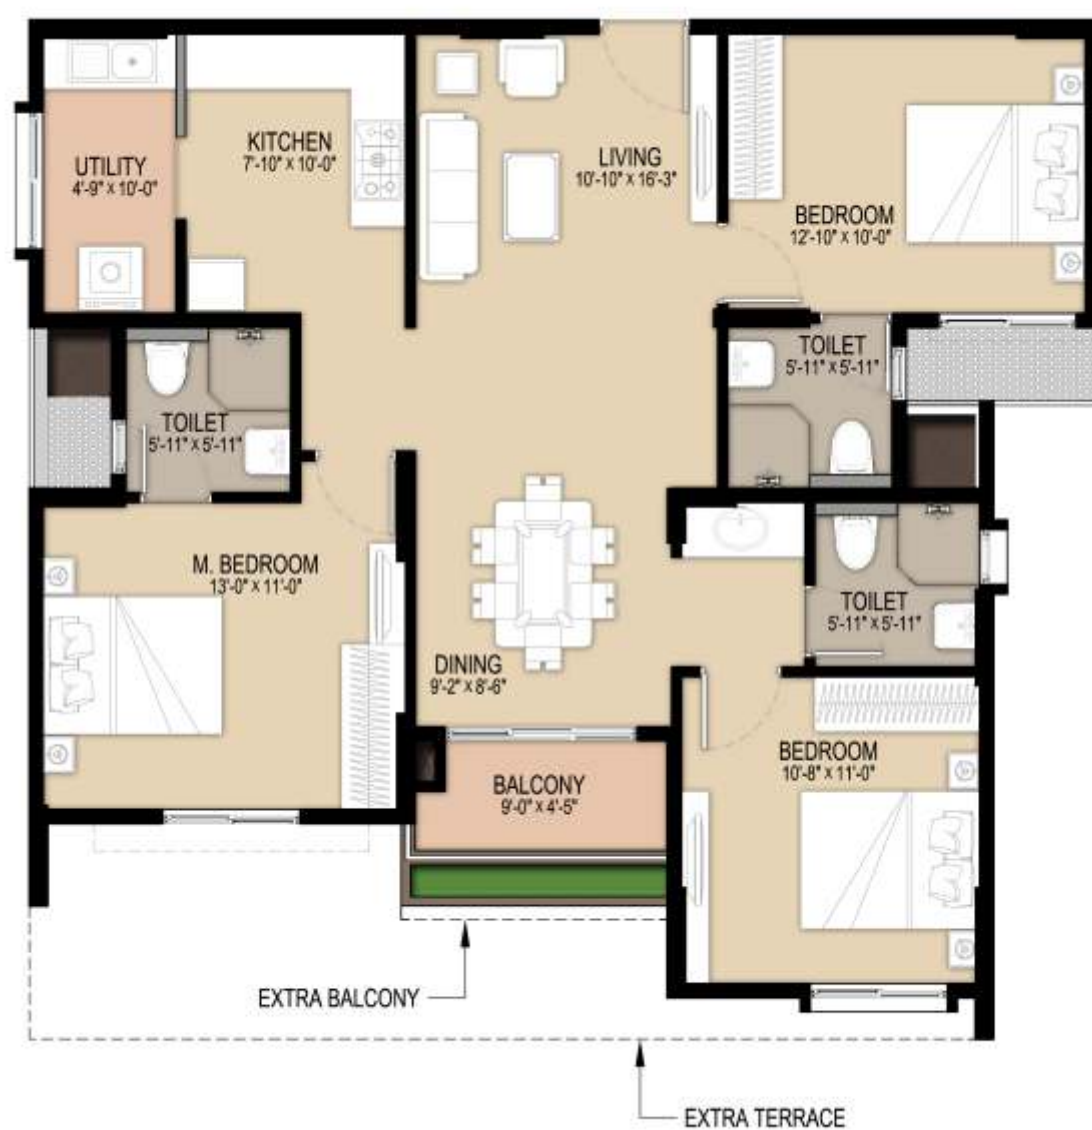 KITCHEN
7'-10" X 10'-0"
UTILITY
4'-9" X 10'-0"
LIVING
10'-10" X 16'-3"
BEDROOM
12'-10" X 10'-0"
TOILET
5'-11" X 5'-11"
TOILET
5'-11" X 5'-11"
M. BEDROOM
13'-0" X 11'-0"
TOILET
5'-11" X 5'-11"
DINING
9'-2" X 8'-6"
BEDROOM
10'-8" X 11'-0"
BALCONY
9'-0" X 4'-5"
EXTRA BALCONY
EXTRA TERRACE